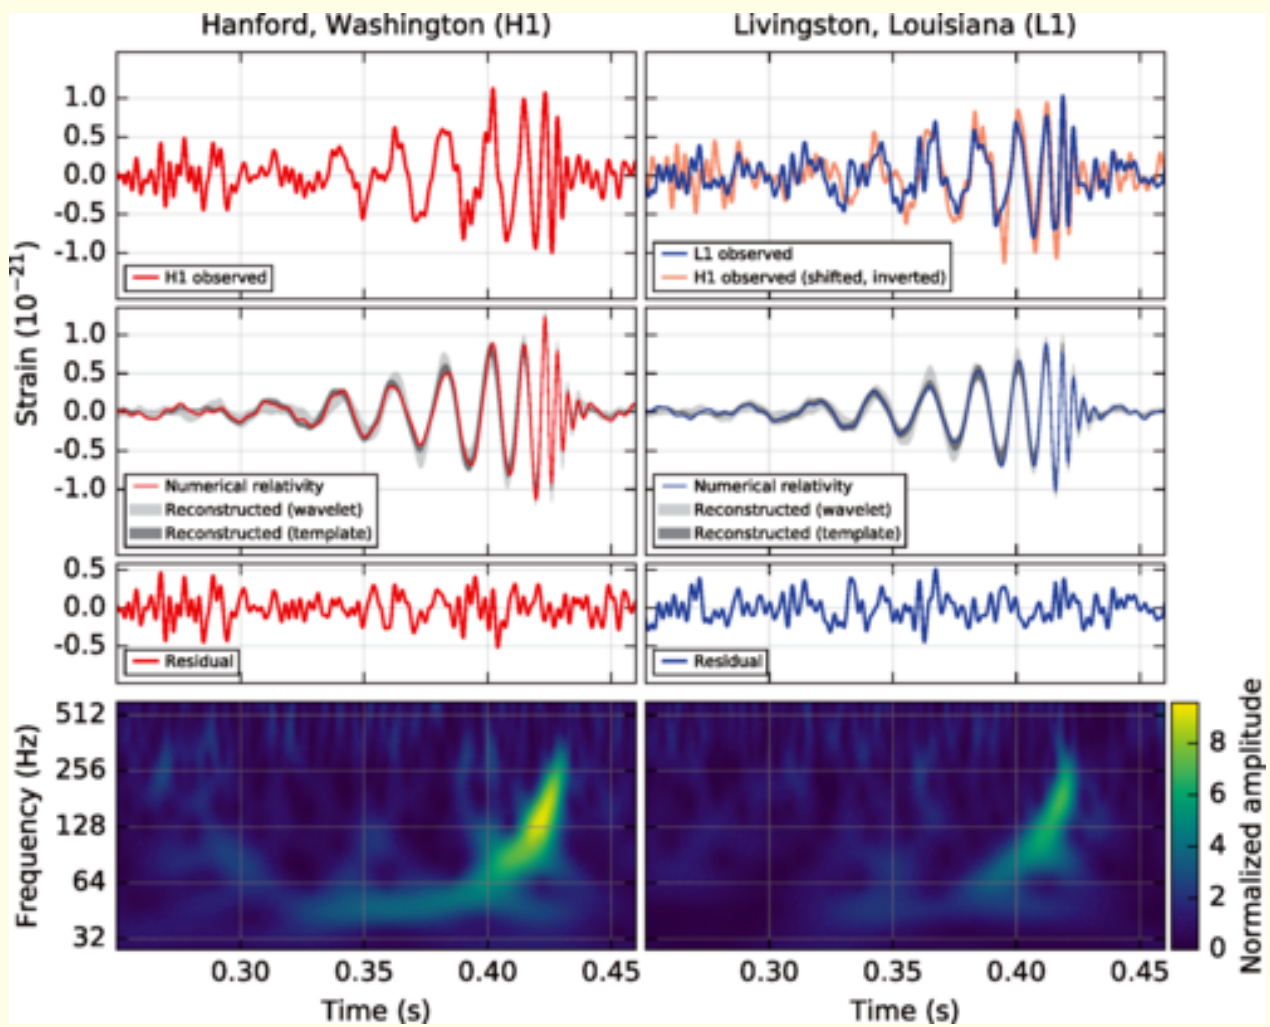 Hanford, Washington (H1)
Livingston, Louisiana (L1)
Strain (10⁻²¹)
1.0
0.5
0.0
-0.5
-1.0
H1 observed
L1 observed
H1 observed (shifted, inverted)
1.0
0.5
0.0
-0.5
-1.0
Numerical relativity
Reconstructed (wavelet)
Reconstructed (template)
Numerical relativity
Reconstructed (wavelet)
Reconstructed (template)
0.5
0.0
-0.5
Residual
Residual
Frequency (Hz)
512
256
128
64
32
Normalized amplitude
8
6
4
2
0
0.30
0.35
0.40
0.45
0.30
0.35
0.40
0.45
Time (s)
Time (s)